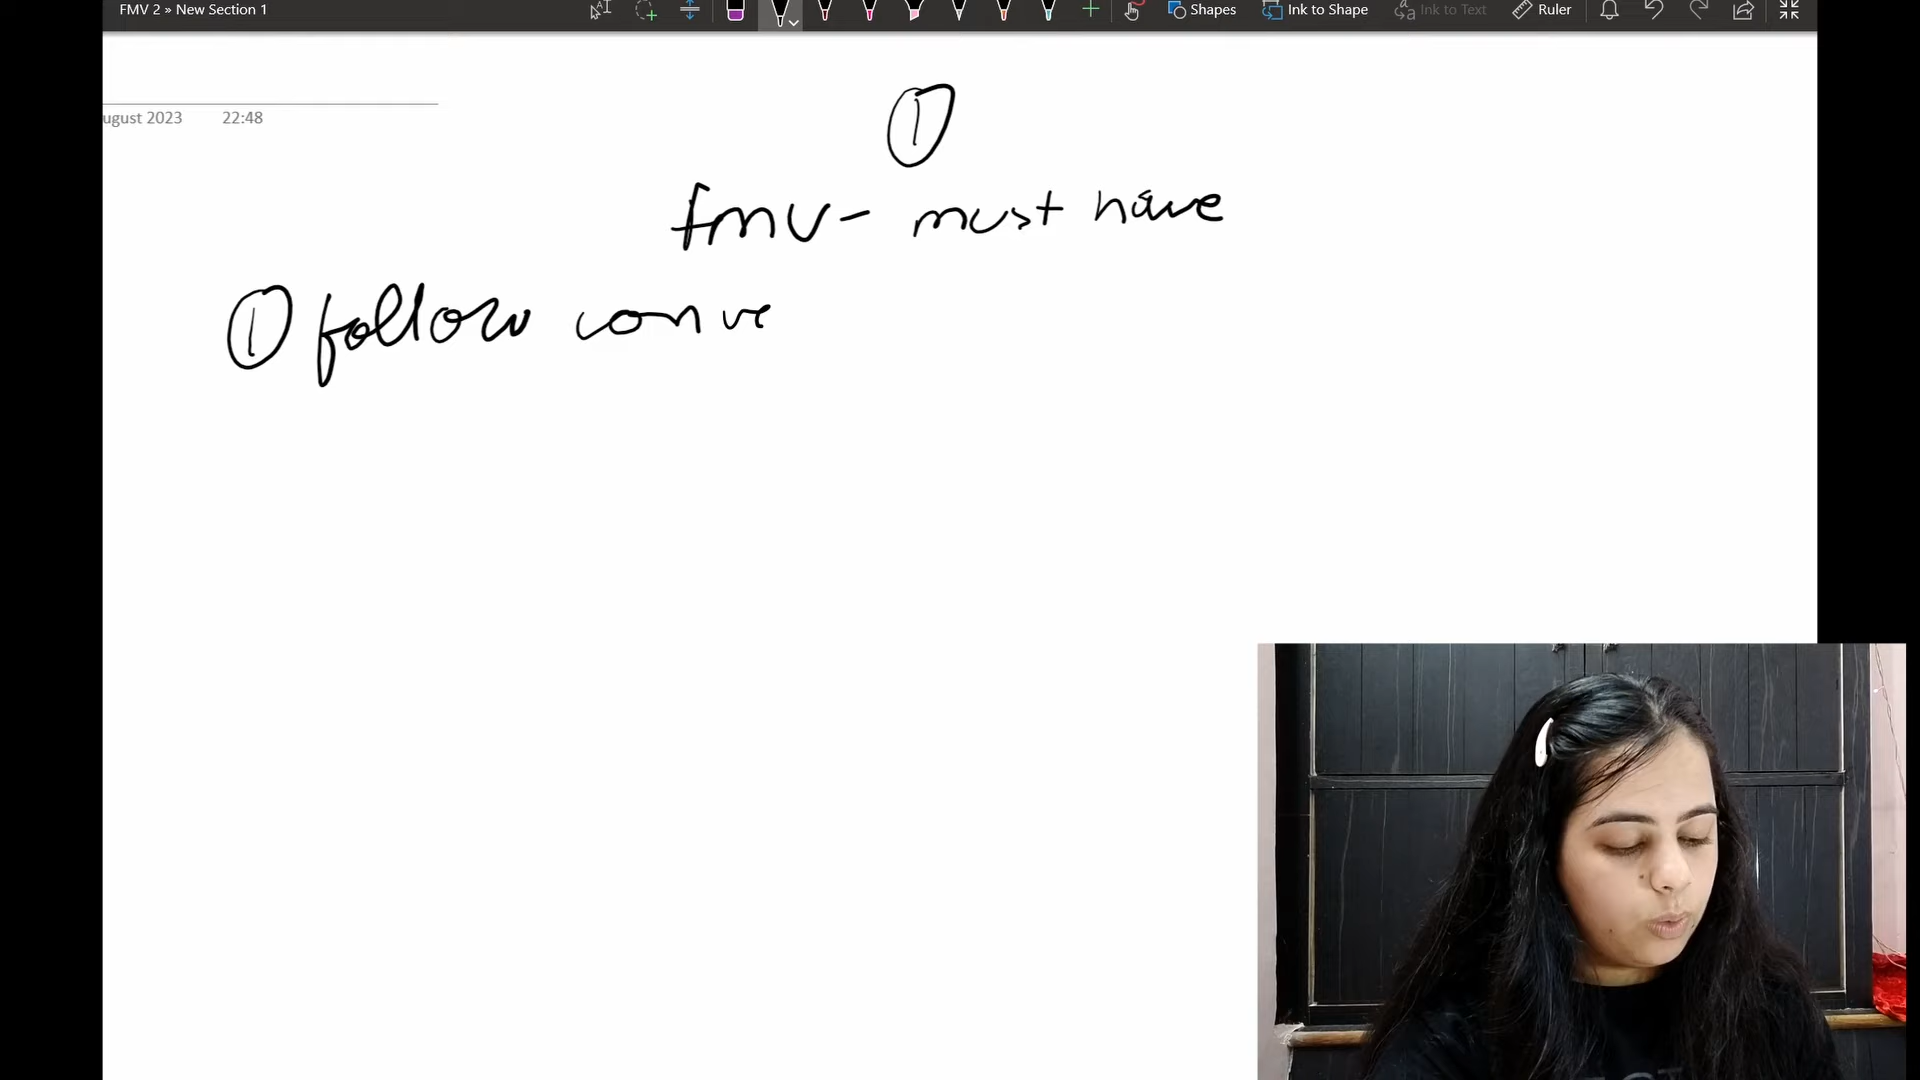 FMV 2 » New Section 1
Shapes Ink to Shape Ink to Text Ruler
ugust 2023 22:48
①
fmv - must have
① follow conve